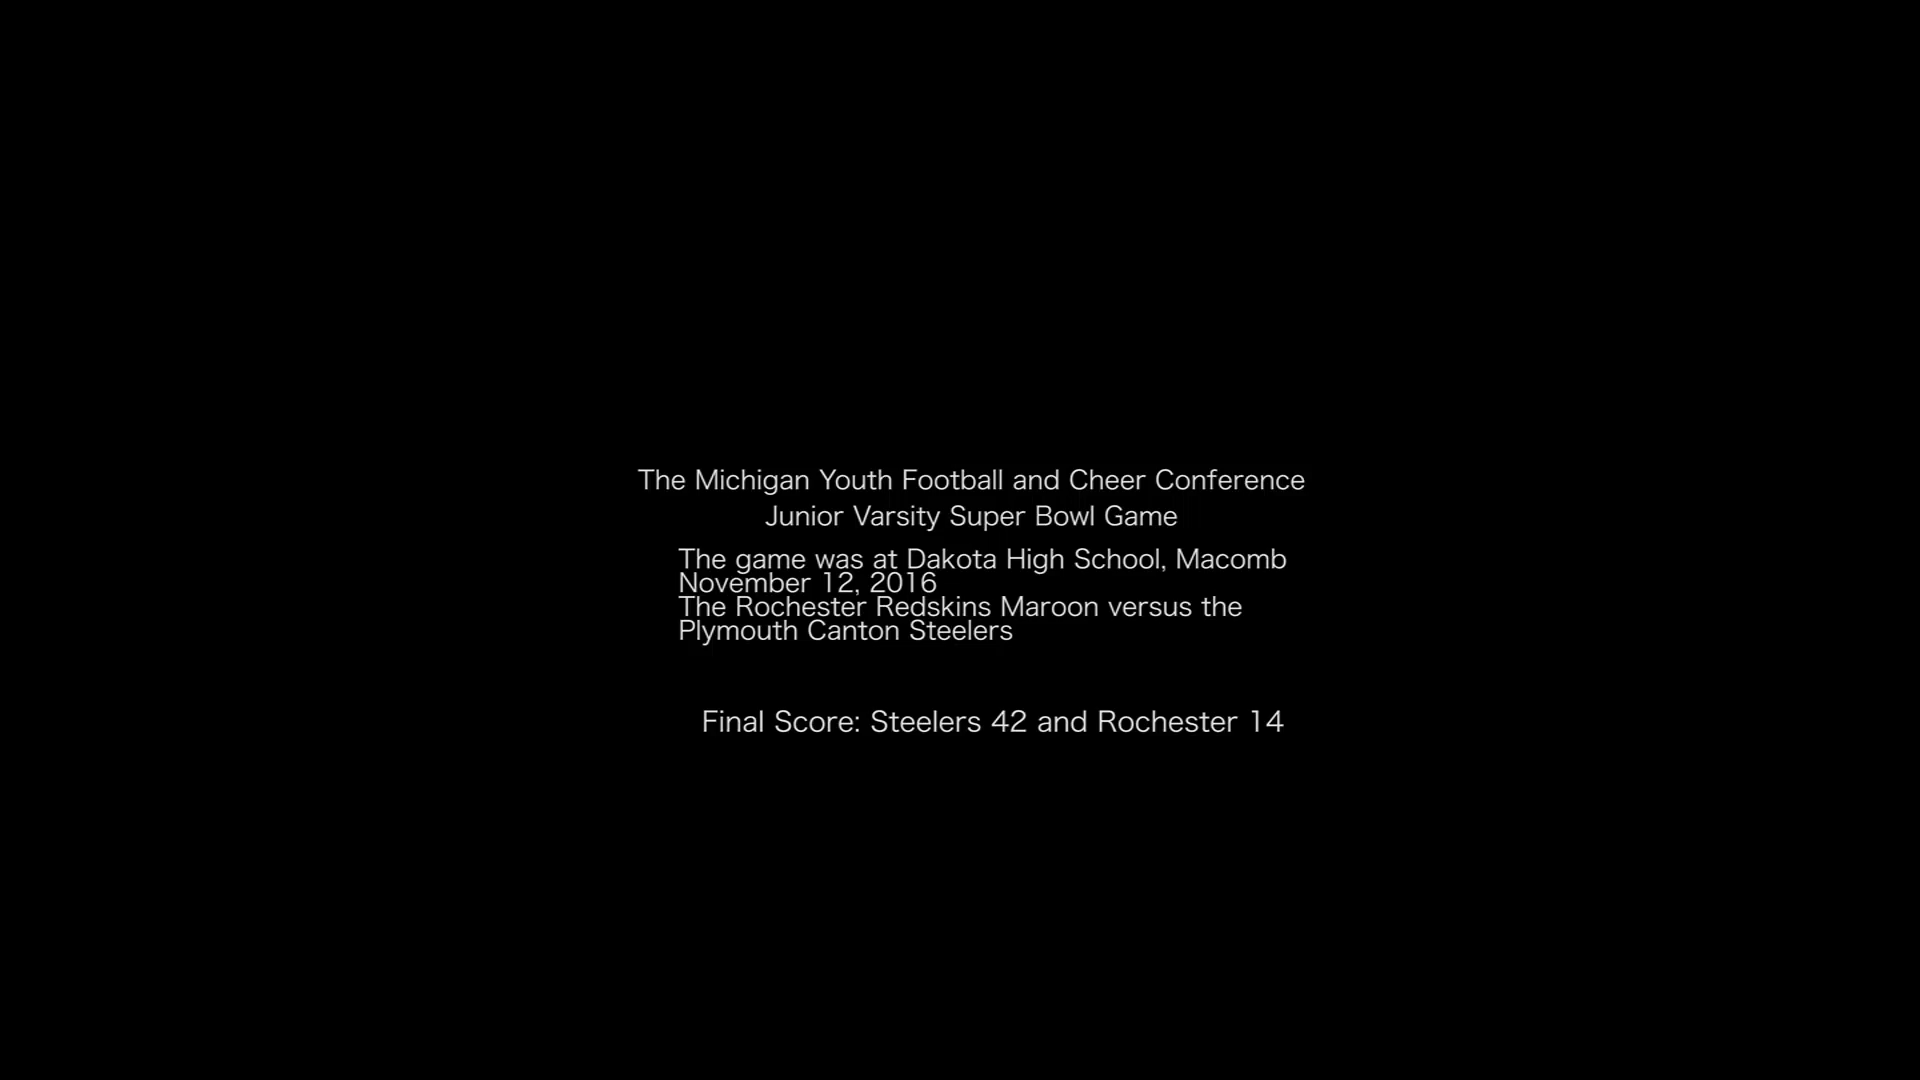 The Michigan Youth Football and Cheer Conference
Junior Varsity Super Bowl Game
The game was at Dakota High School, Macomb
November 12, 2016
The Rochester Redskins Maroon versus the
Plymouth Canton Steelers
Final Score: Steelers 42 and Rochester 14